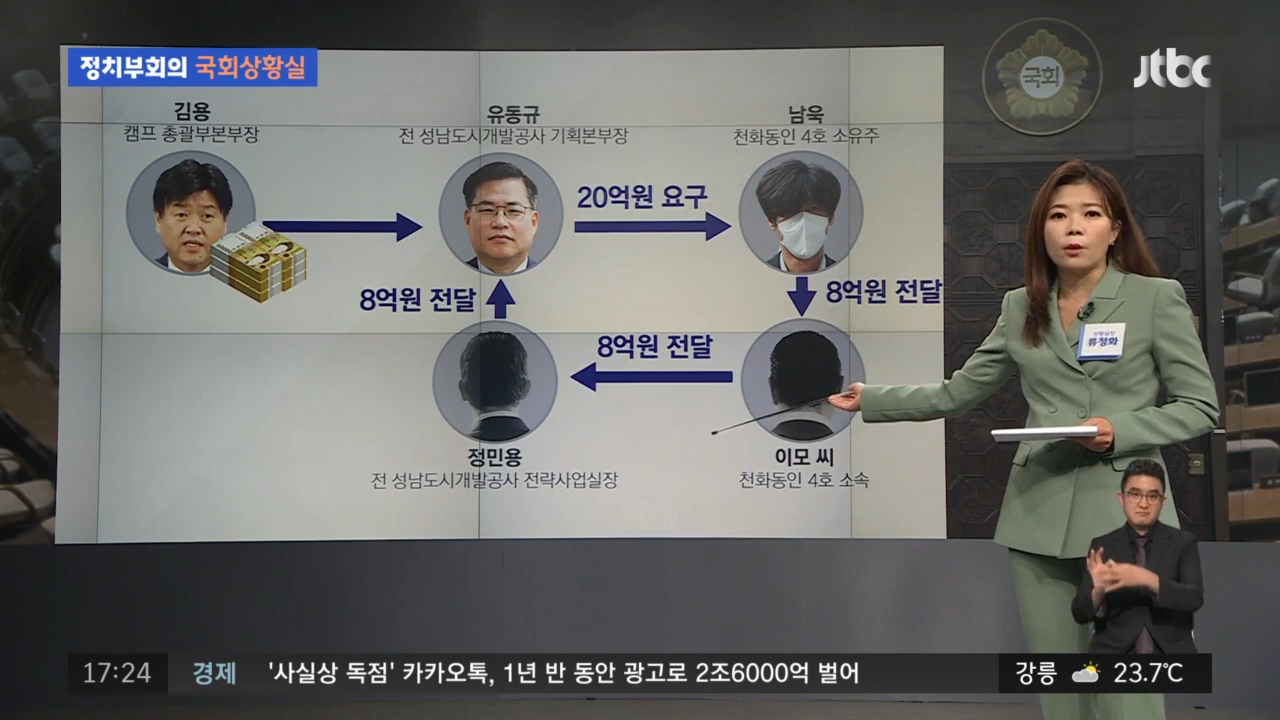 정치부회의 국회상황실
국회
jtbc
김용
캠프 총괄부본부장
유동규
전 성남도시개발공사 기획본부장
남욱
천화동인 4호 소유주
20억원 요구
8억원 전달
8억원 전달
8억원 전달
정민용
전 성남도시개발공사 전략사업실장
이모 씨
천화동인 4호 소속
상황실장
류정화
17:24 경제 '사실상 독점' 카카오톡, 1년 반 동안 광고로 2조6000억 벌어 강릉 23.7℃